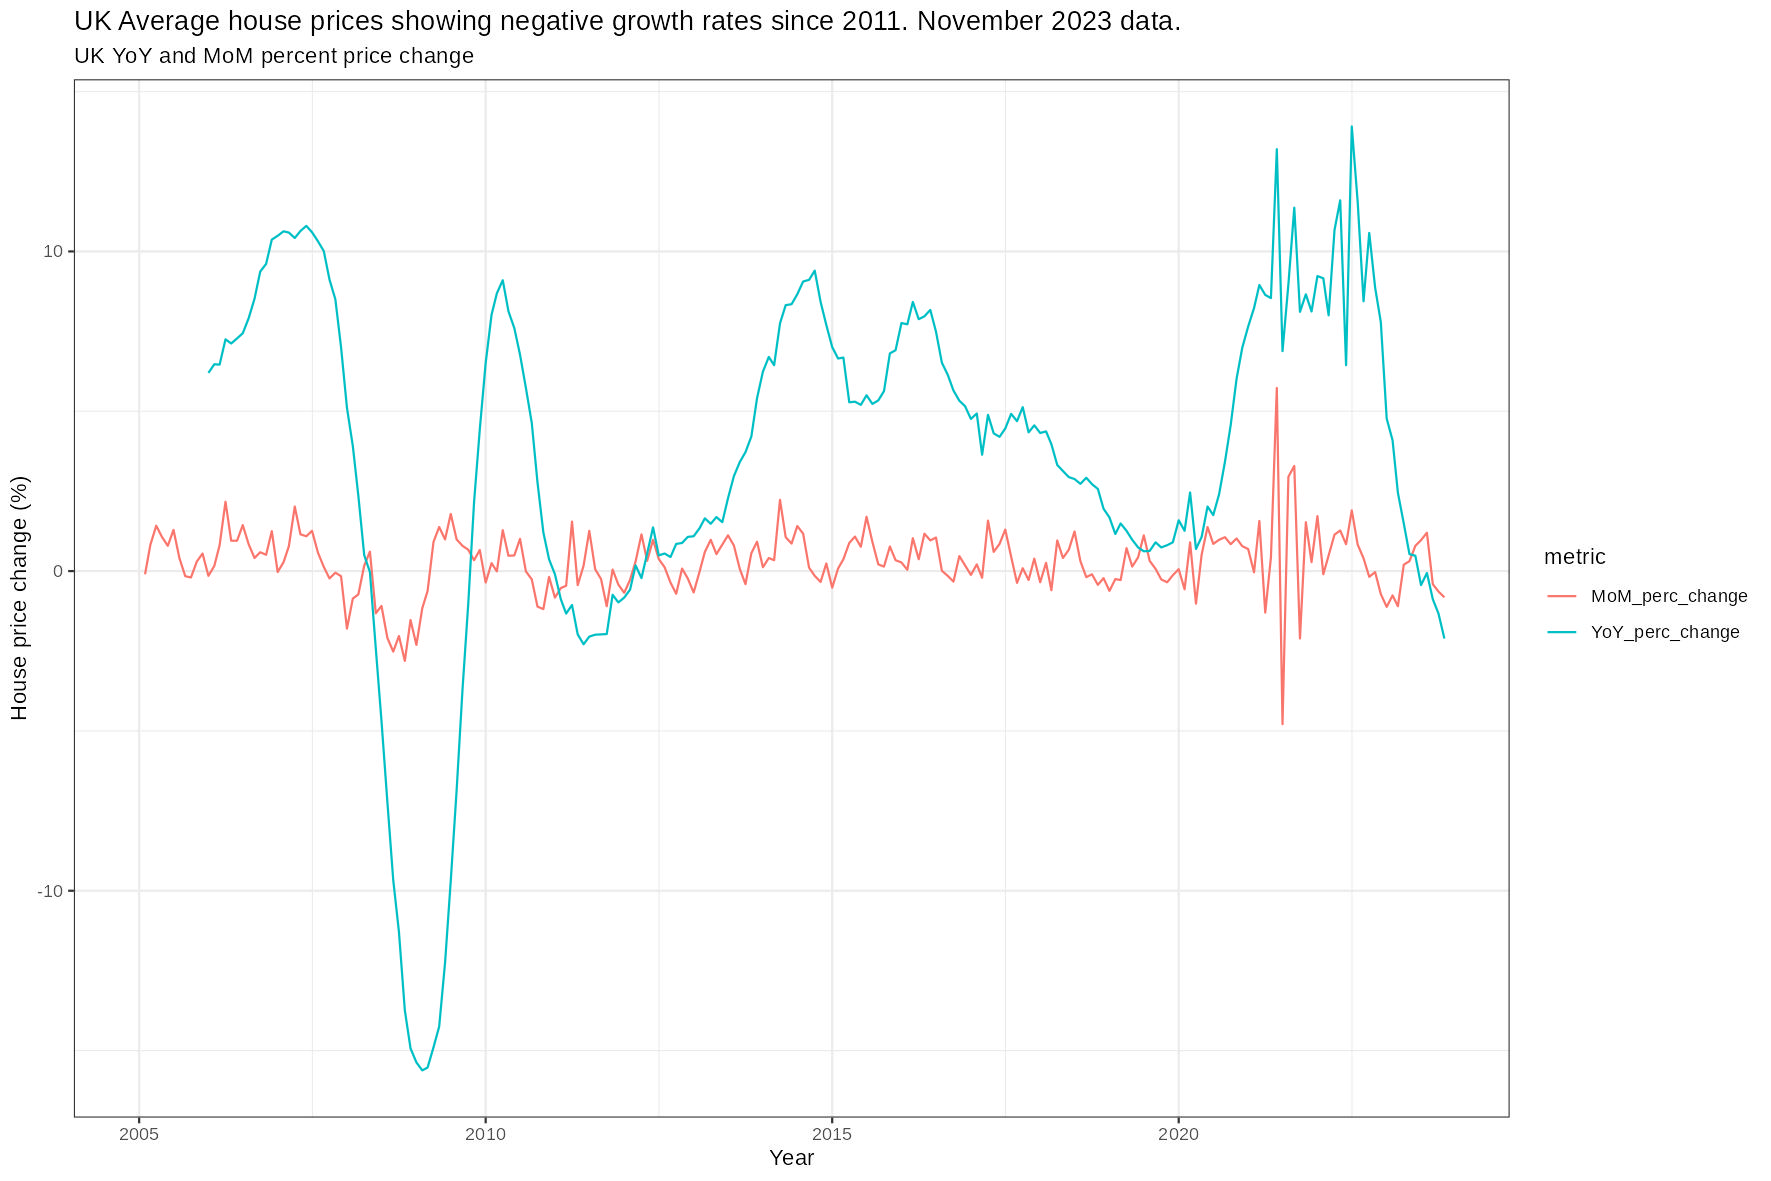 UK Average house prices showing negative growth rates since 2011. November 2023 data.
UK YoY and MoM percent price change
House price change (%)
10
0
-10
2005
2010
2015
2020
Year
metric
MoM_perc_change
YoY_perc_change